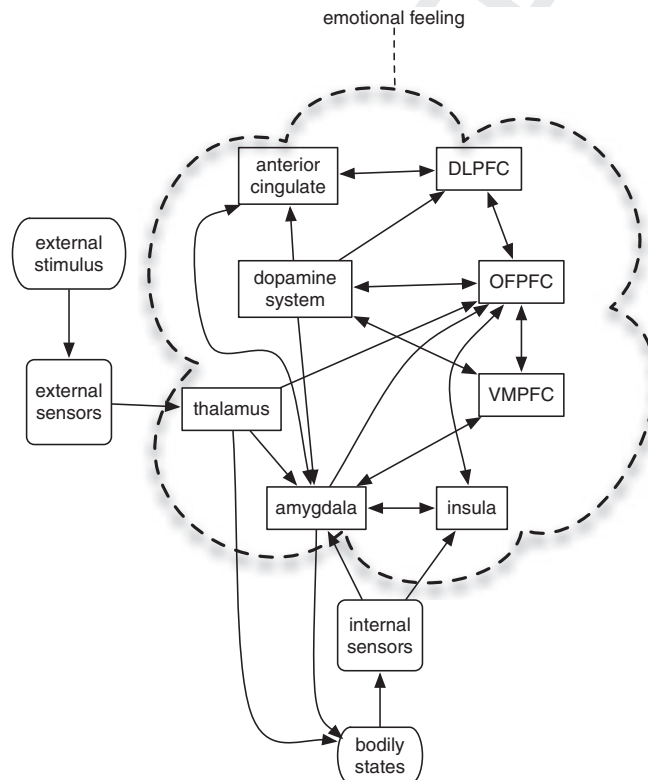 emotional feeling
anterior
cingulate
DLPFC
external
stimulus
dopamine
system
OFPFC
external
sensors
thalamus
VMPFC
amygdala
insula
internal
sensors
bodily
states